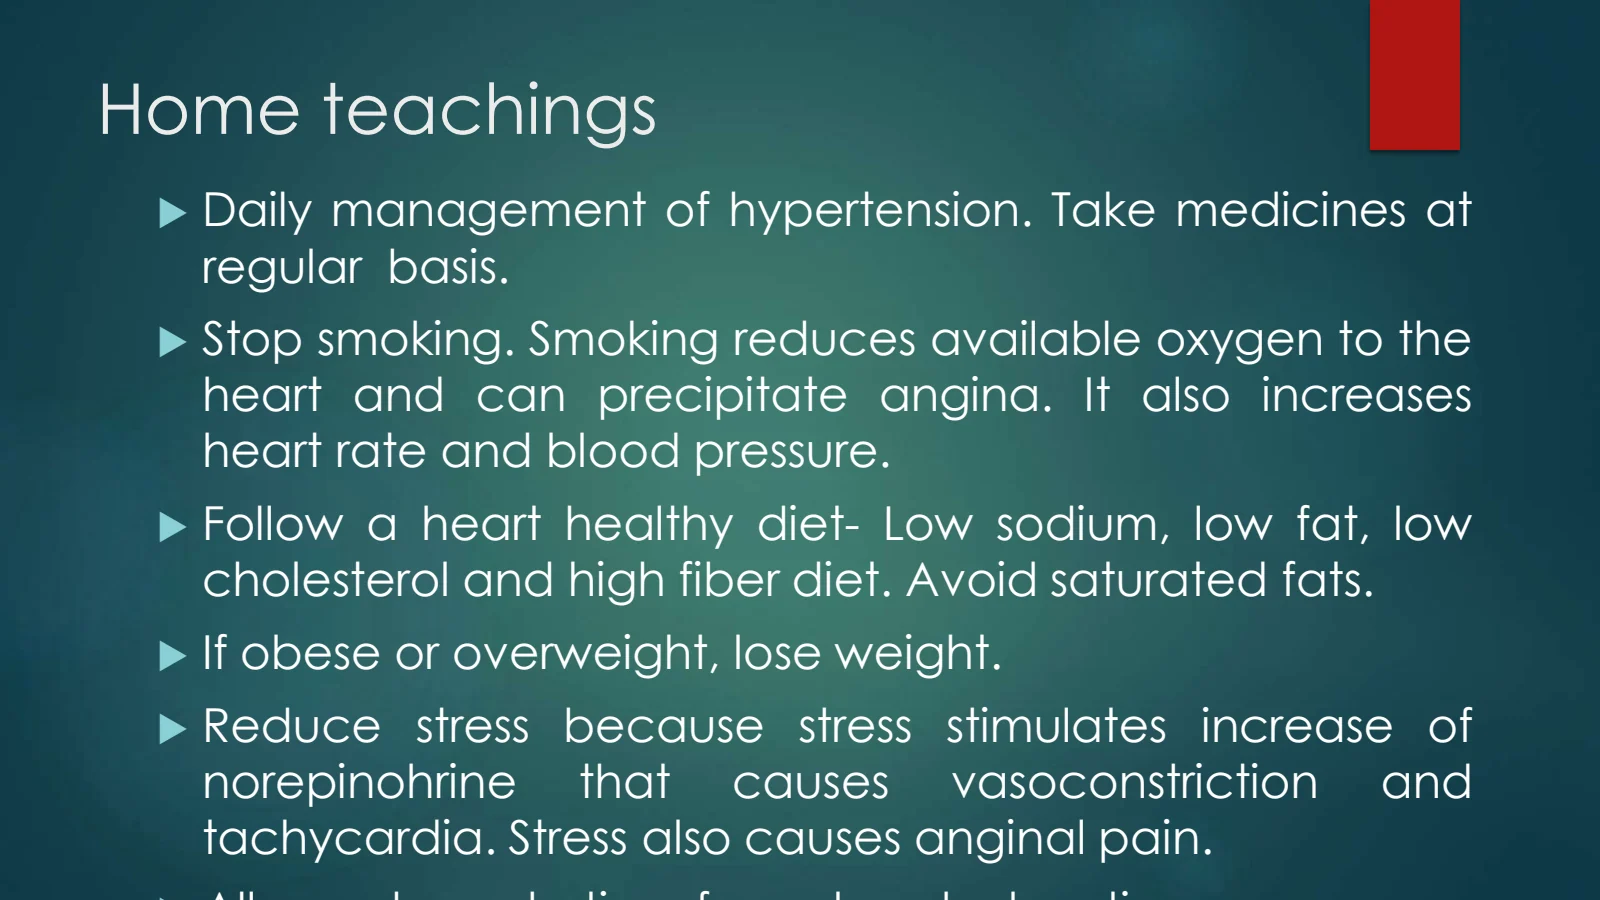 Home teachings
Daily management of hypertension. Take medicines at
regular basis.
Stop smoking. Smoking reduces available oxygen to the
heart and can precipitate angina. It also increases
heart rate and blood pressure.
Follow a heart healthy diet- Low sodium, low fat, low
cholesterol and high fiber diet. Avoid saturated fats.
If obese or overweight, lose weight.
Reduce stress because stress stimulates increase of
norepinohrine that causes vasoconstriction and
tachycardia. Stress also causes anginal pain.